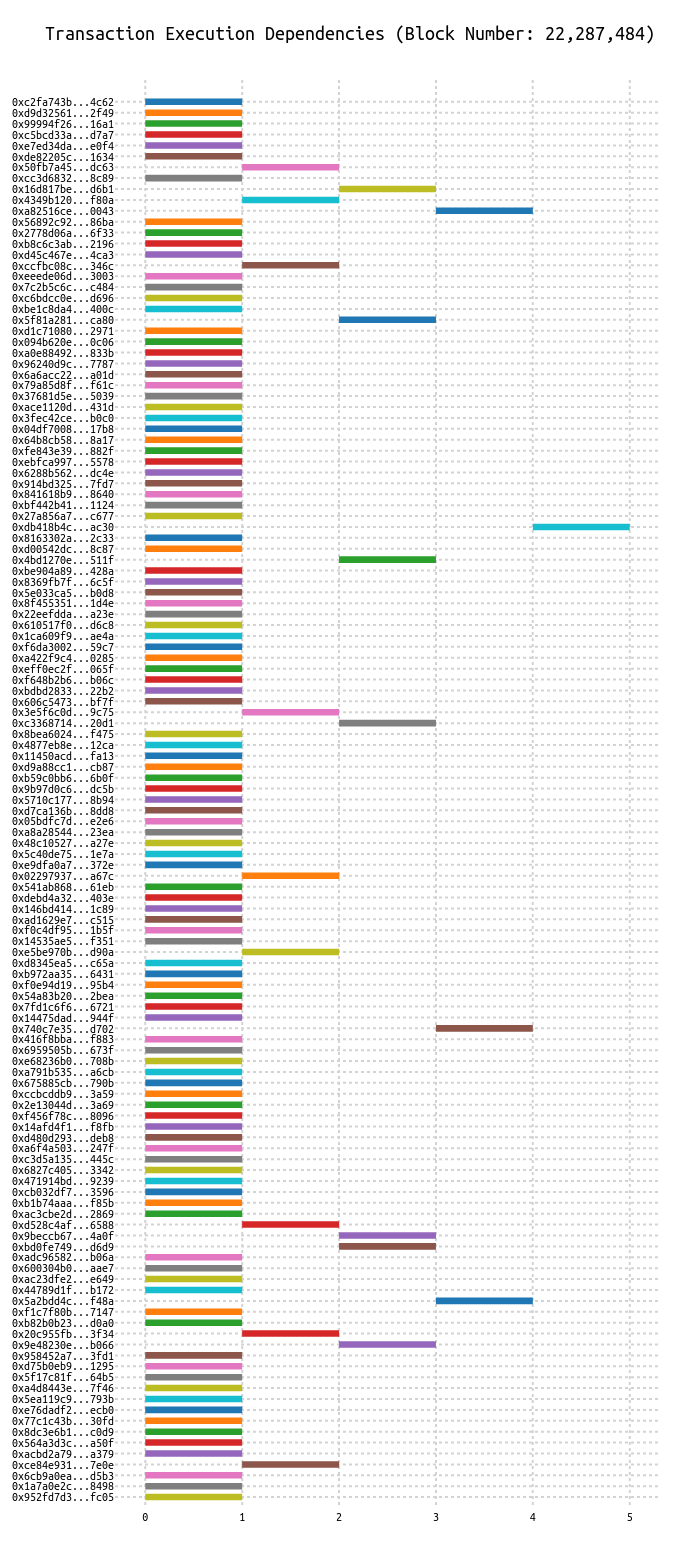 Transaction Execution Dependencies (Block Number: 22,287,484)
0xc2fa743b...4c62
0xd9d32561...2f49
0x99994f26...16a1
0xc5bcd33a...d7a7
0xe7ed34da...e0f4
0xde82205c...1634
0x50fb7a45...dc63
0xcc3d6832...8c89
0x16d817be...d6b1
0x4349b120...f80a
0xa82516ce...0043
0x56892c92...86ba
0x2778d06a...6f33
0xb8c6c3ab...2196
0xd45c467e...4ca3
0xccfbc08c...346c
0xeeede06d...3003
0x7c2b5c6c...c484
0xc6bdcc0e...d696
0xbe1c8da4...400c
0x5f81a281...ca80
0xd1c71080...2971
0x094b620e...0c06
0xa0e88492...833b
0x96240d9c...7787
0x6a6acc22...a01d
0x79a85d8f...f61c
0x37681d5e...5039
0xace1120d...431d
0x3fec42ce...b0c0
0x04df7008...17b8
0x64b8cb58...8a17
0xfe843e39...882f
0xebfca997...5578
0x6288b562...dc4e
0x914bd325...7fd7
0x841618b9...8640
0xbf442b41...1124
0x27a856a7...c677
0xdb418b4c...ac30
0x8163302a...2c33
0xd00542dc...8c87
0x4bd1270e...511f
0xbe904a89...428a
0x8369fb7f...6c5f
0x5e033ca5...b0d8
0x8f455351...1d4e
0x22eefdda...a23e
0x610517f0...d6c8
0x1ca609f9...ae4a
0xf6da3002...59c7
0xa422f9c4...0285
0xeff0ec2f...065f
0xf648b2b6...b06c
0xbdbd2833...22b2
0x606c5473...bf7f
0x3e5f6c0d...9c75
0xc3368714...20d1
0x8bea6024...f475
0x4877eb8e...12ca
0x11450acd...fa13
0xd9a88cc1...cb87
0xb59c0bb6...6b0f
0x9b97d0c6...dc5b
0x5710c177...8b94
0xd7ca136b...8dd8
0x05bdfc7d...e2e6
0xa8a28544...23ea
0x48c10527...a27e
0x5c40de75...1e7a
0xe9dfa0a7...372e
0x02297937...a67c
0x541ab868...61eb
0xdebd4a32...403e
0x146bd414...1c89
0xad1629e7...c515
0xf0c4df95...1b5f
0x14535ae5...f351
0xe5be970b...d90a
0xd8345ea5...c65a
0xb972aa35...6431
0xf0e94d19...95b4
0x54a83b20...2bea
0x7fd1c6f6...6721
0x14475dad...944f
0x740c7e35...d702
0x416f8bba...f883
0x6959505b...673f
0xe68236b0...708b
0xa791b535...a6cb
0x675885cb...790b
0xccbcddb9...3a59
0x2e13044d...3a69
0xf456f78c...8096
0x14afd4f1...f8fb
0xd480d293...deb8
0xa6f4a503...247f
0xc3d5a135...445c
0x6827c405...3342
0x471914bd...9239
0xcb032df7...3596
0xb1b74aaa...f85b
0xac3cbe2d...2869
0xd528c4af...6588
0x9beccb67...4a0f
0xbd0fe749...d6d9
0xadc96582...b06a
0x600304b0...aae7
0xac23dfe2...e649
0x44789d1f...b172
0x5a2bdd4c...f48a
0xf1c7f80b...7147
0xb82b0b23...d0a0
0x20c955fb...3f34
0x9e48230e...b066
0x958452a7...3fd1
0xd75b0eb9...1295
0x5f17c81f...64b5
0xa4d8443e...7f46
0x5ea119c9...793b
0xe76dadf2...ecb0
0x77c1c43b...30fd
0x8dc3e6b1...c0d9
0x564a3d3c...a50f
0xacbd2a79...a379
0xce84e931...7e0e
0x6cb9a0ea...d5b3
0x1a7a0e2c...8498
0x952fd7d3...fc05
0 1 2 3 4 5